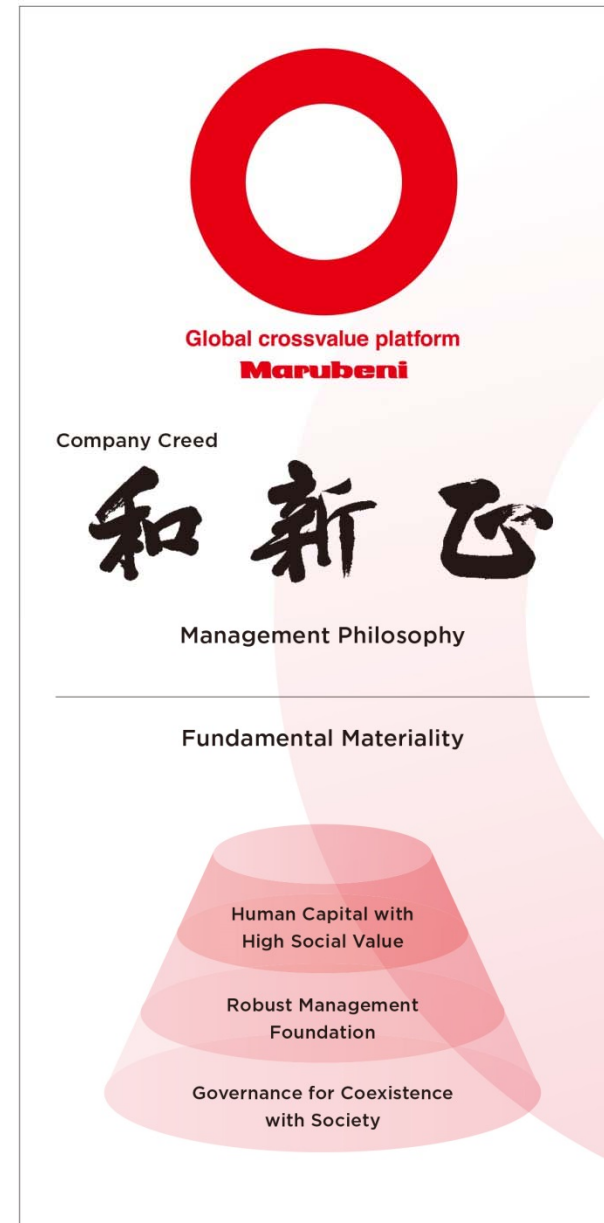 Global crossvalue platform
Marubeni
Company Creed
和 新 正
Management Philosophy
Fundamental Materiality
Human Capital with
High Social Value
Robust Management
Foundation
Governance for Coexistence
with Society